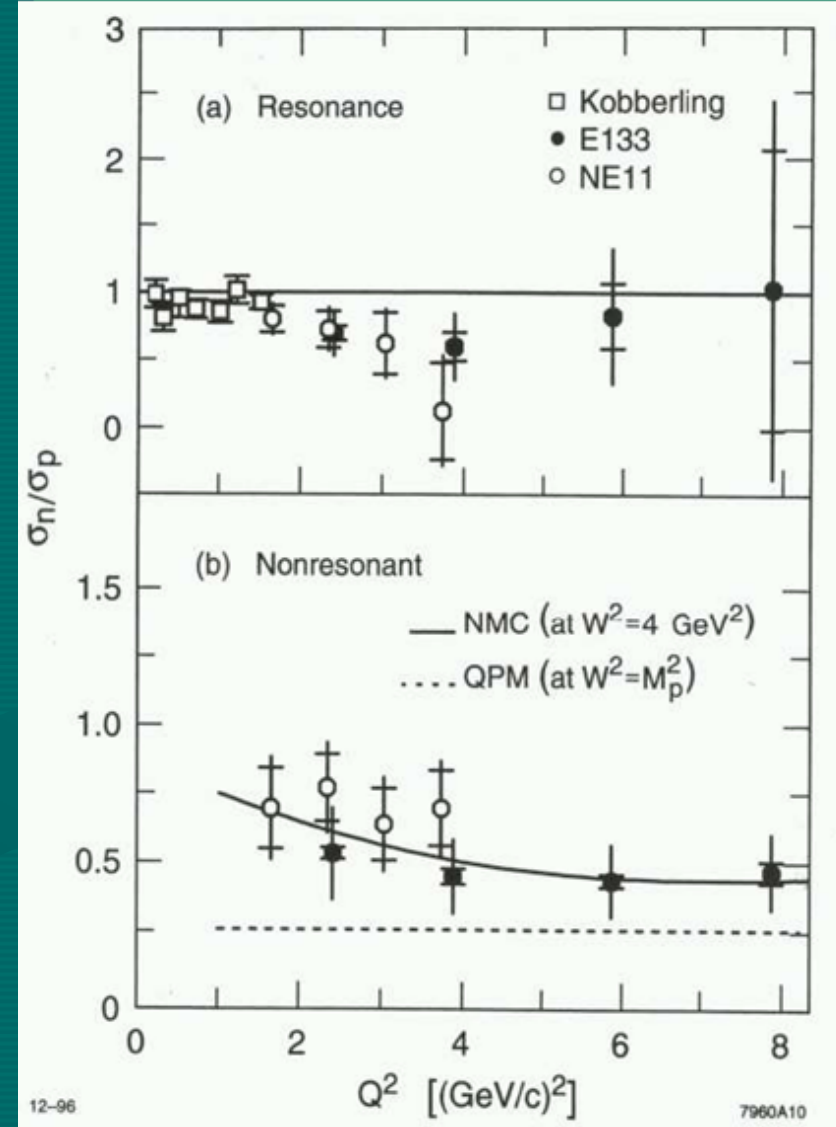 3
(a) Resonance
□ Kobberling
● E133
○ NE11
2
1
0
σn/σp
(b) Nonresonant
1.5
NMC (at W²=4 GeV²)
QPM (at W²=Mp²)
1.0
0.5
0
0 2 4 6 8
Q² [(GeV/c)²]
12–96
7960A10